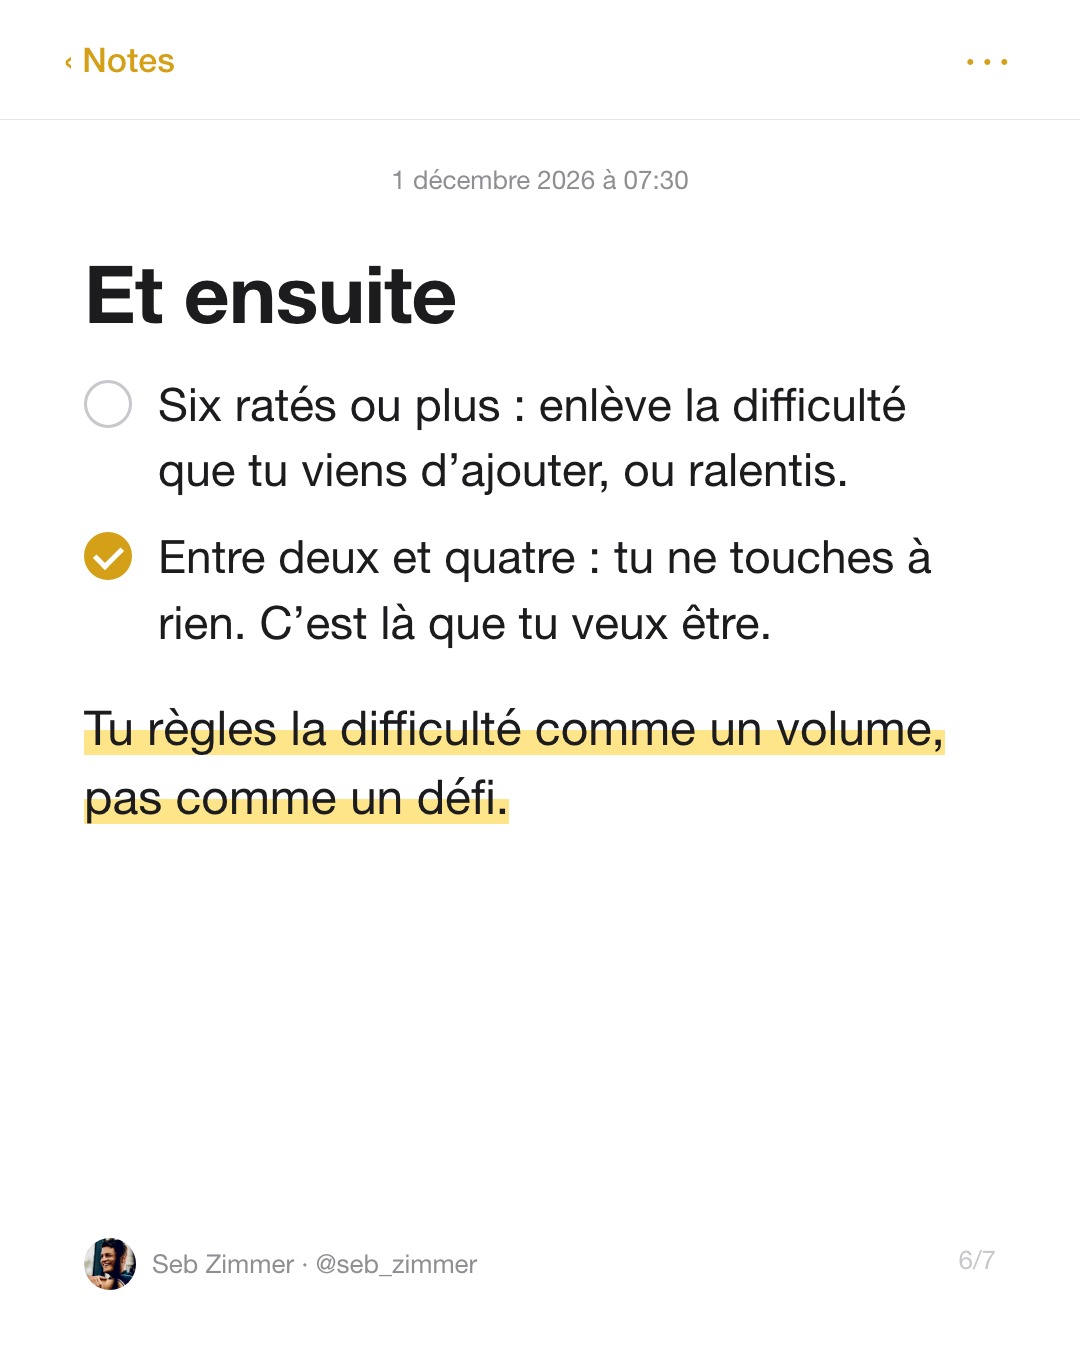 ‹ Notes
...
1 décembre 2026 à 07:30
Et ensuite
Six ratés ou plus : enlève la difficulté
que tu viens d’ajouter, ou ralentis.
Entre deux et quatre : tu ne touches à
rien. C’est là que tu veux être.
Tu règles la difficulté comme un volume,
pas comme un défi.
Seb Zimmer · @seb_zimmer
6/7